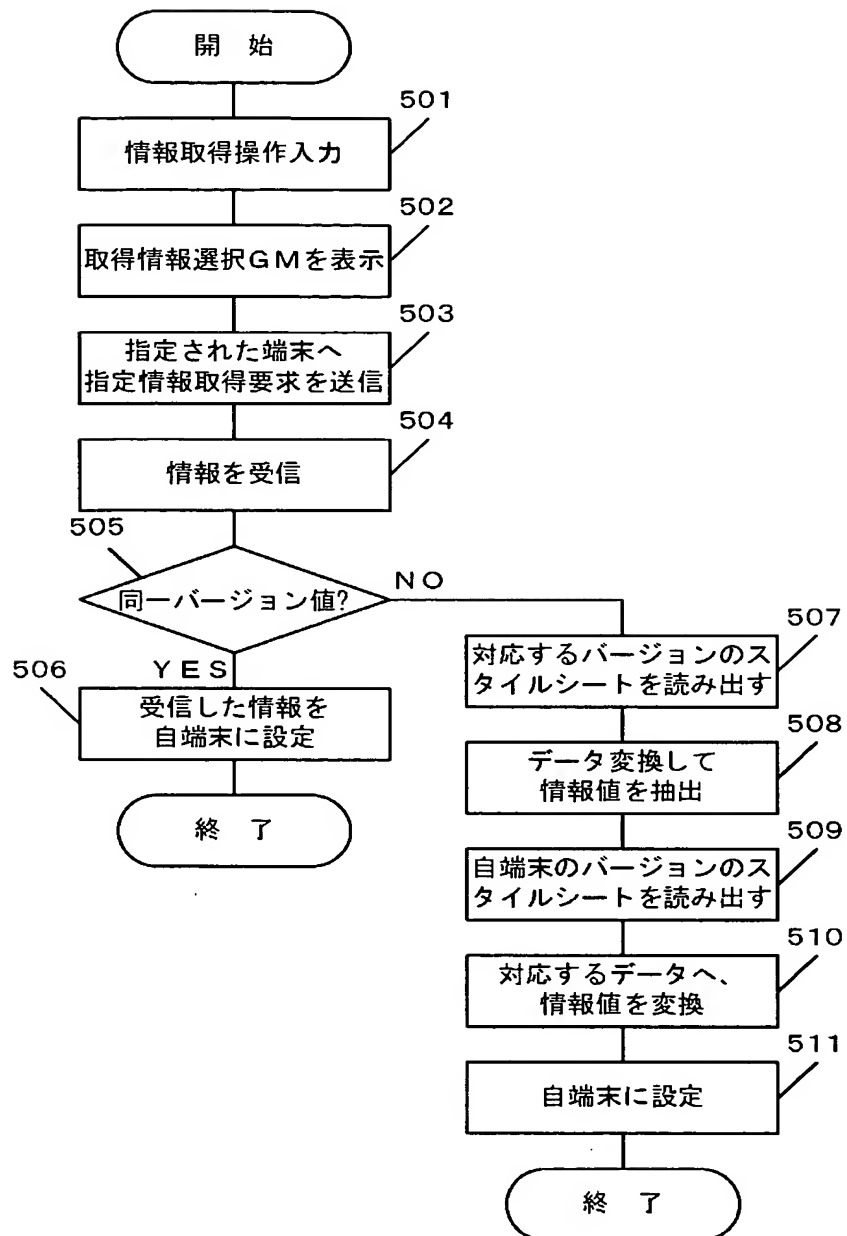 開 始
501
情報取得操作入力
502
取得情報選択GMを表示
503
指定された端末へ
指定情報取得要求を送信
504
情報を受信
505
同一バージョン値?
NO
YES
506
受信した情報を
自端末に設定
終 了
507
対応するバージョンのス
タイルシートを読み出す
508
データ変換して
情報値を抽出
509
自端末のバージョンのス
タイルシートを読み出す
510
対応するデータへ、
情報値を変換
511
自端末に設定
終 了